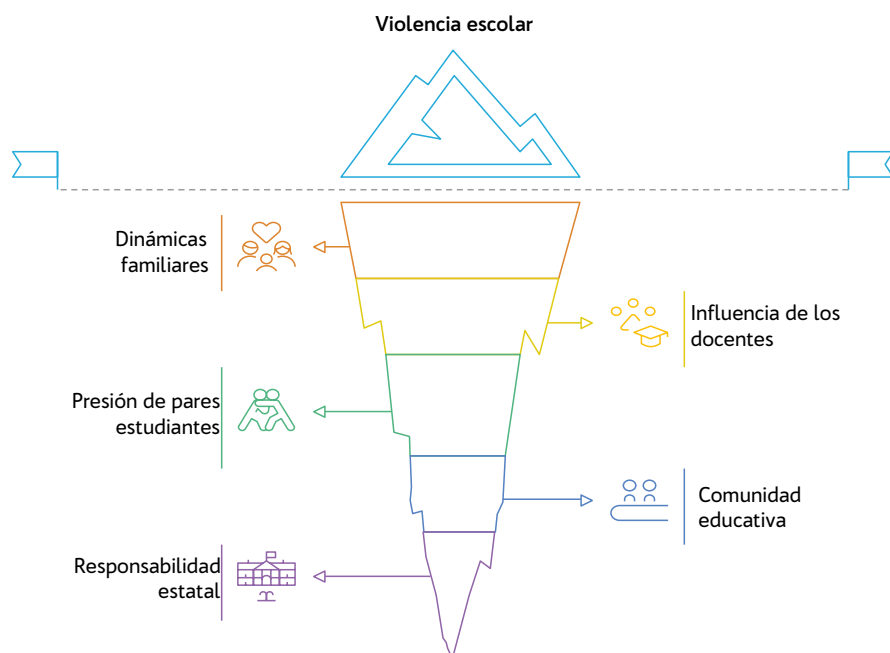 Violencia escolar
Dinámicas
familiares
Influencia de los
docentes
Presión de pares
estudiantes
Comunidad
educativa
Responsabilidad
estatal